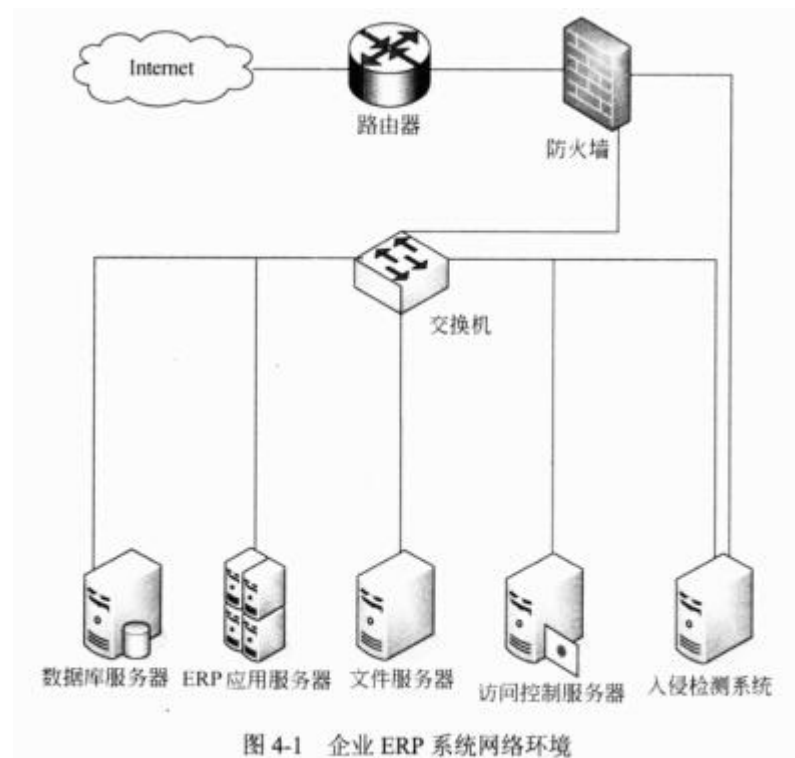 Internet
路由器
防火墙
交换机
数据库服务器
ERP 应用服务器
文件服务器
访问控制服务器
入侵检测系统
图 4-1 企业 ERP 系统网络环境